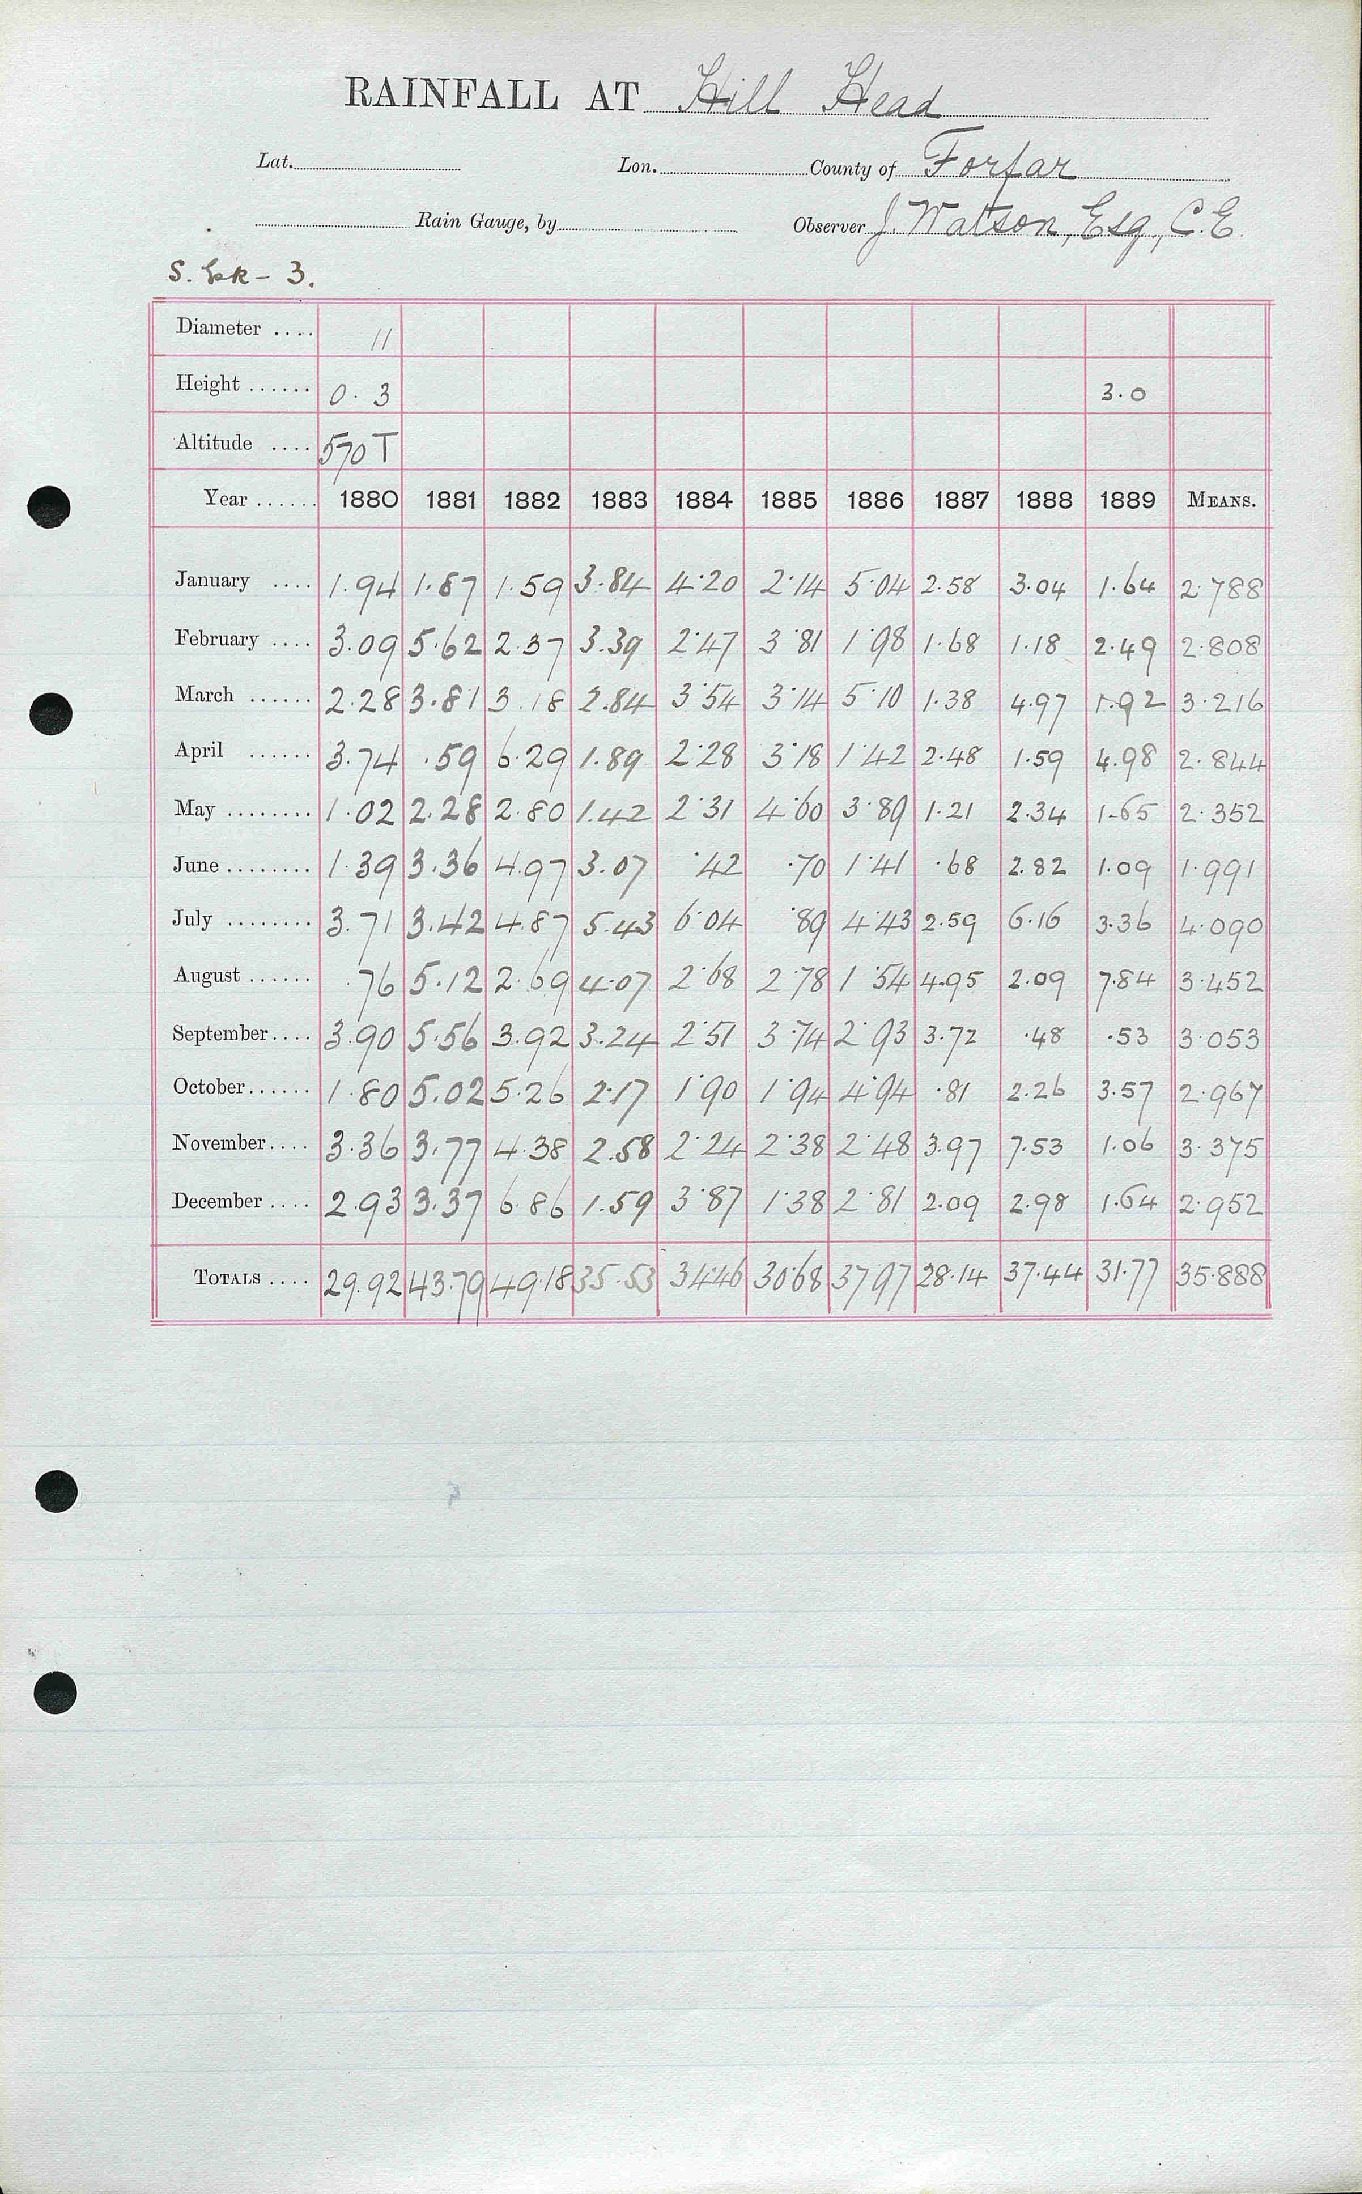 RAINFALL AT Hill Head
Lat. Lon. County of Forfar
Rain Gauge, by Observer J. Watson, Esq, C.E.
S. - 3.
Diameter .... 11
Height ...... 0.3 3.0
Altitude .... 570 T
Year ...... 1880 1881 1882 1883 1884 1885 1886 1887 1888 1889 MEANS.
January .... 1.94 1.87 1.59 3.84 4.20 2.14 5.04 2.58 3.04 1.64 2.788
February .... 3.09 5.62 2.37 3.39 2.47 3.81 1.98 1.68 1.18 2.49 2.808
March ...... 2.28 3.81 3.18 2.84 3.54 3.14 5.10 1.38 4.97 1.92 3.216
April ...... 3.74 .59 6.29 1.89 2.28 3.18 1.42 2.48 1.59 4.98 2.844
May ........ 1.02 2.28 2.80 1.42 2.31 4.60 3.89 1.21 2.34 1.65 2.352
June ........ 1.39 3.36 4.97 3.07 .42 .70 1.41 .68 2.82 1.09 1.991
July ........ 3.71 3.42 4.87 5.43 6.04 .89 4.43 2.59 6.16 3.36 4.090
August ...... .76 5.12 2.69 4.07 2.68 2.78 1.54 4.95 2.09 7.84 3.452
September.... 3.90 5.56 3.92 3.24 2.51 3.74 2.93 3.72 .48 .53 3.053
October...... 1.80 5.02 5.26 2.17 1.90 1.94 4.94 .81 2.26 3.57 2.967
November.... 3.36 3.77 4.38 2.58 2.24 2.38 2.48 3.97 7.53 1.06 3.375
December .... 2.93 3.37 6.86 1.59 3.87 1.38 2.81 2.09 2.98 1.64 2.952
TOTALS .... 29.92 43.79 49.18 35.53 34.46 30.68 37.97 28.14 37.44 31.77 35.888